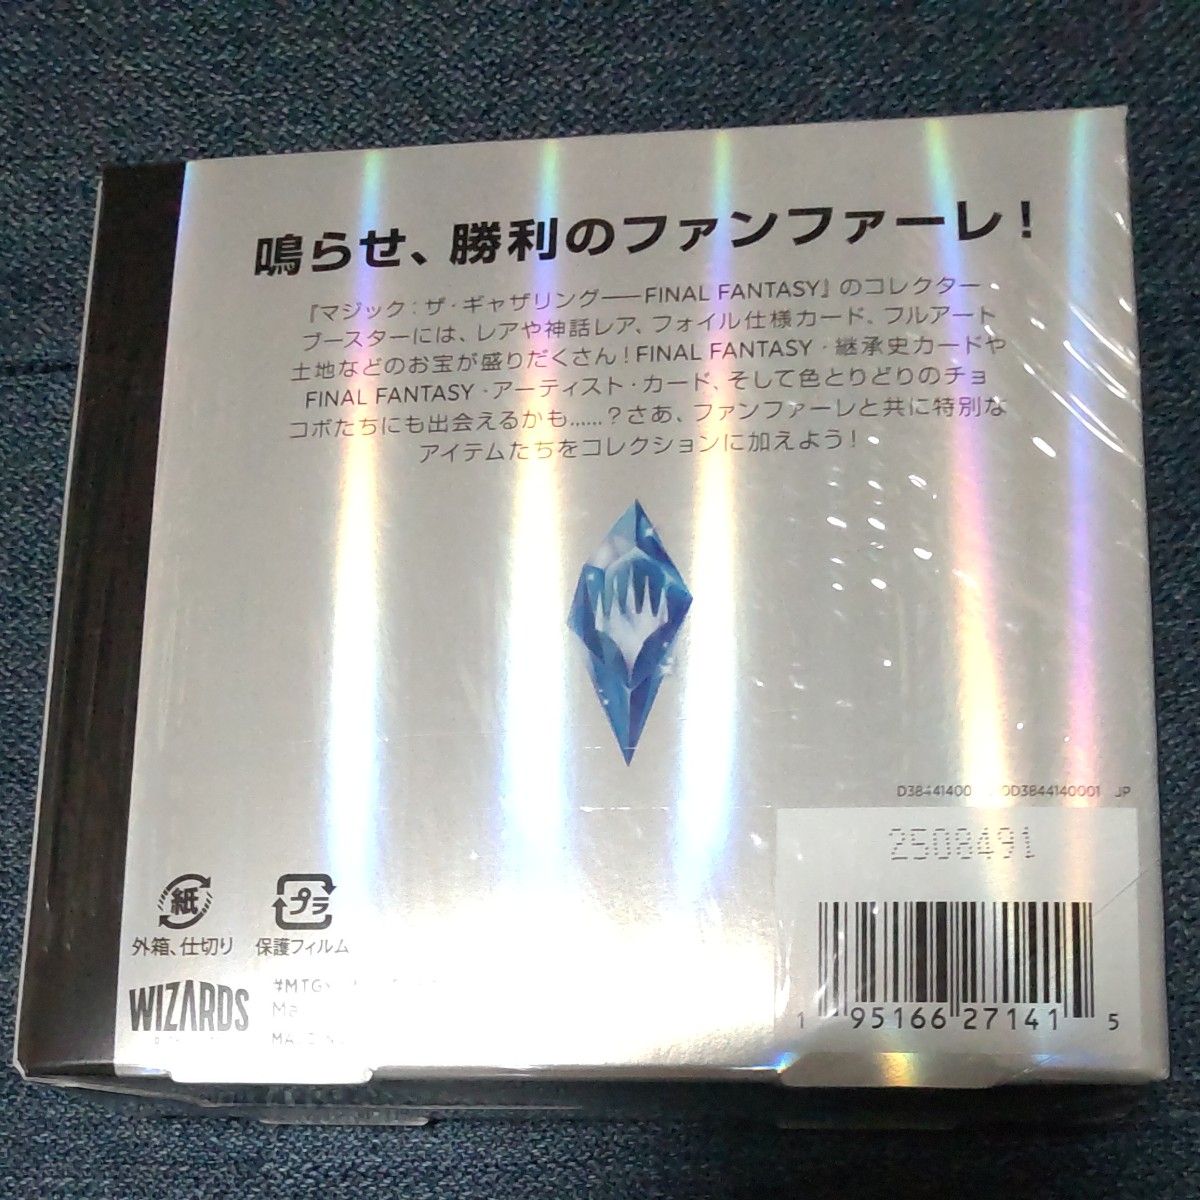 鳴らせ、勝利のファンファーレ!
『マジック:ザ・ギャザリング——FINAL FANTASY』のコレクター
ブースターには、レアや神話レア、フォイル仕様カード、フルアート
土地などのお宝が盛りだくさん!FINAL FANTASY・継承史カードや
FINAL FANTASY・アーティスト・カード、そして色とりどりのチョ
コボたちにも出会えるかも……?さあ、ファンファーレと共に特別な
アイテムたちをコレクションに加えよう!
D38441400 0D3844140001 JP
2508491
紙
プラ
外箱、仕切り 保護フィルム
WIZARDS
#MTG
1 95166 27141 5